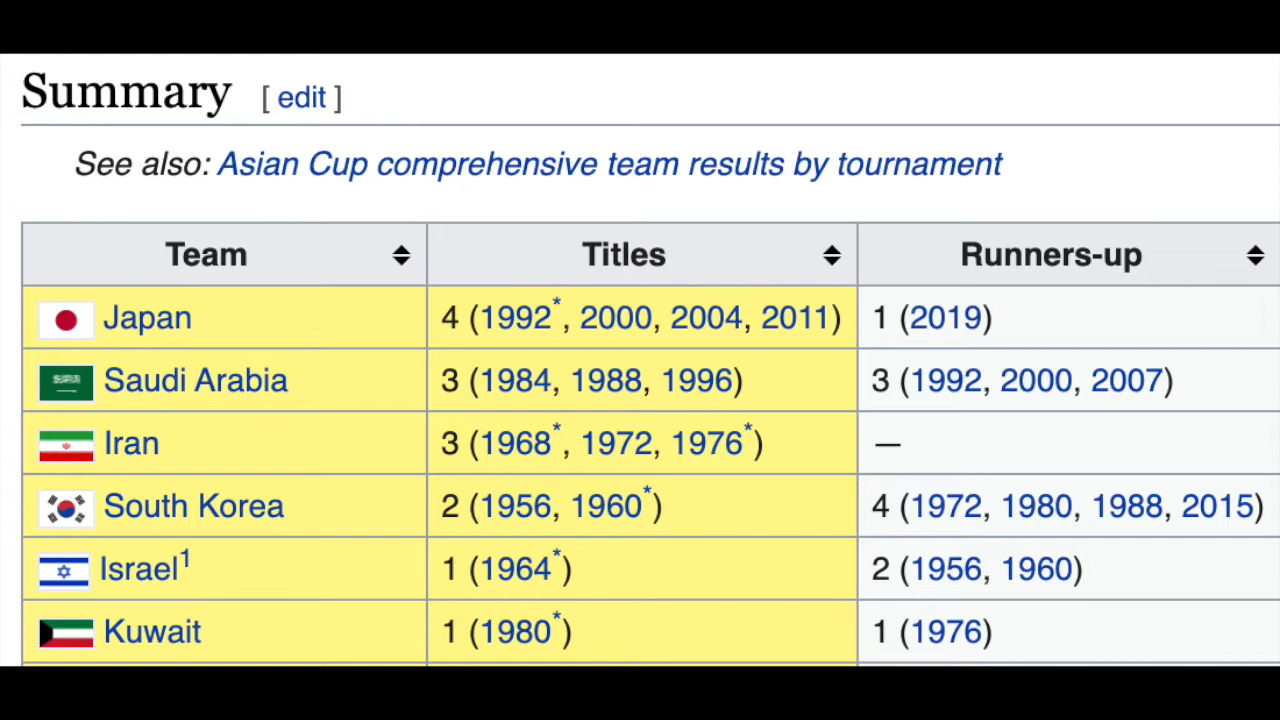 Summary [ edit ]
See also: Asian Cup comprehensive team results by tournament
Team Titles Runners-up
Japan 4 (1992*, 2000, 2004, 2011) 1 (2019)
Saudi Arabia 3 (1984, 1988, 1996) 3 (1992, 2000, 2007)
Iran 3 (1968*, 1972, 1976*) —
South Korea 2 (1956, 1960*) 4 (1972, 1980, 1988, 2015)
Israel1 1 (1964*) 2 (1956, 1960)
Kuwait 1 (1980*) 1 (1976)